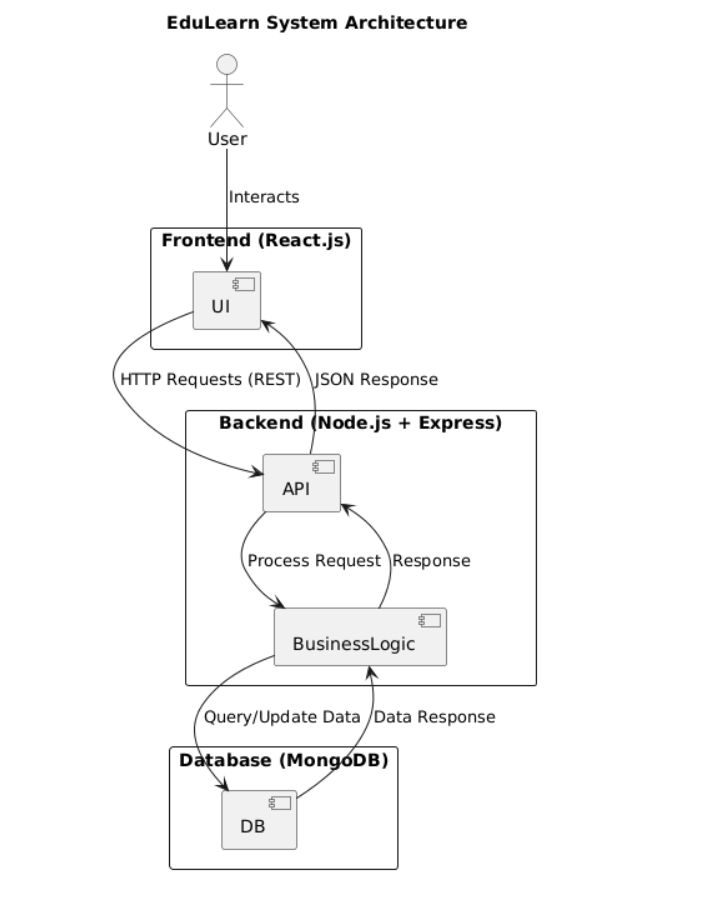 EduLearn System Architecture
User
Interacts
Frontend (React.js)
UI
HTTP Requests (REST)
JSON Response
Backend (Node.js + Express)
API
Process Request
Response
BusinessLogic
Query/Update Data
Data Response
Database (MongoDB)
DB